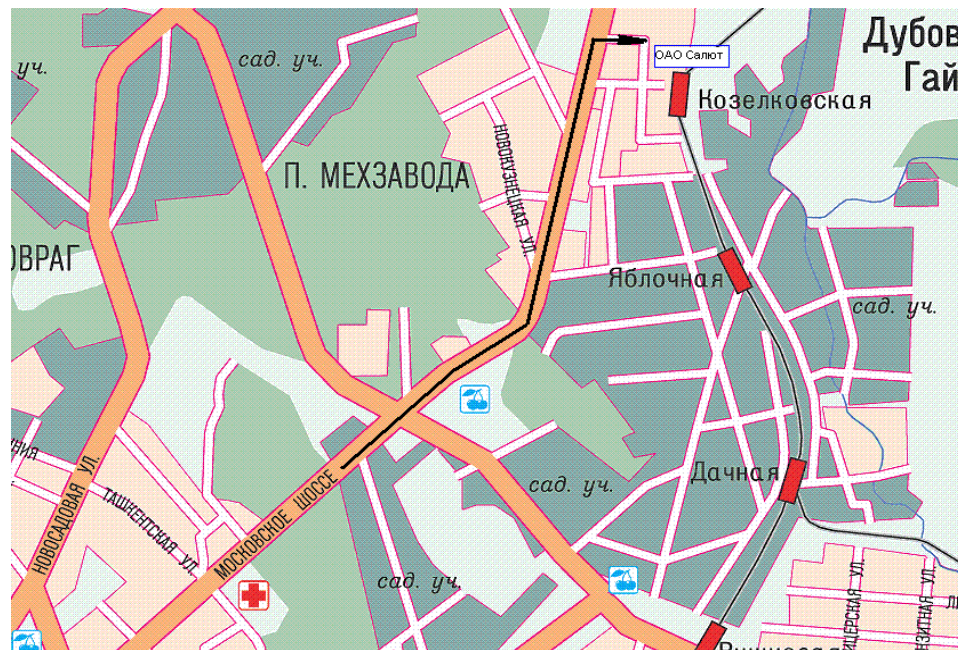 Дубов
Гай
сад. уч.
уч.
ОАО Салют
Козелковская
НОВОКУЗНЕЦКАЯ УЛ.
П. МЕХЗАВОДА
ОВРАГ
Яблочная
сад. уч.
НОВОСАДОВАЯ УЛ.
ТАШКЕНТСКАЯ УЛ.
МОСКОВСКОЕ ШОССЕ
Дачная
сад. уч.
сад. уч.